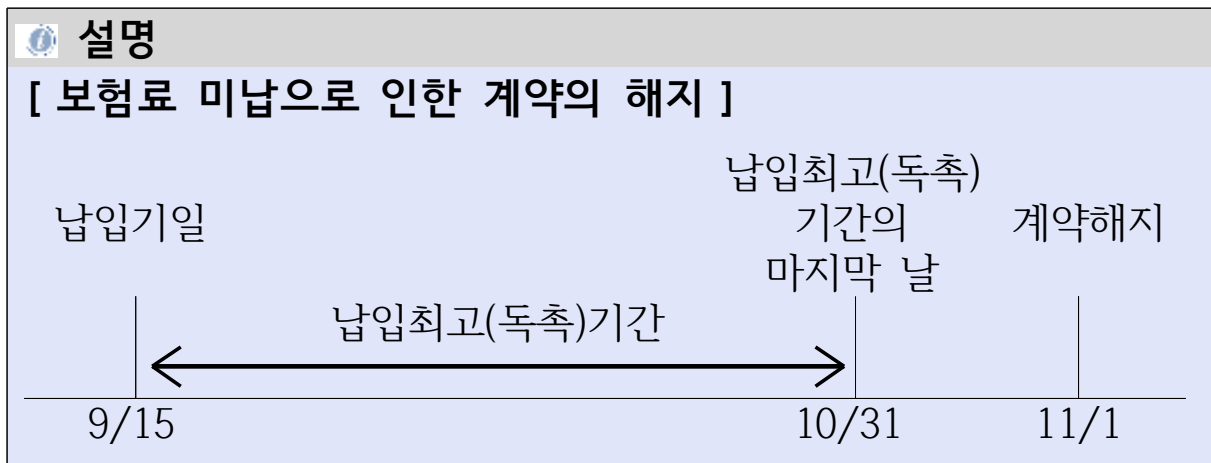 설명
[ 보험료 미납으로 인한 계약의 해지 ]
납입기일
납입최고(독촉)
기간의
마지막 날
계약해지
납입최고(독촉)기간
9/15
10/31
11/1